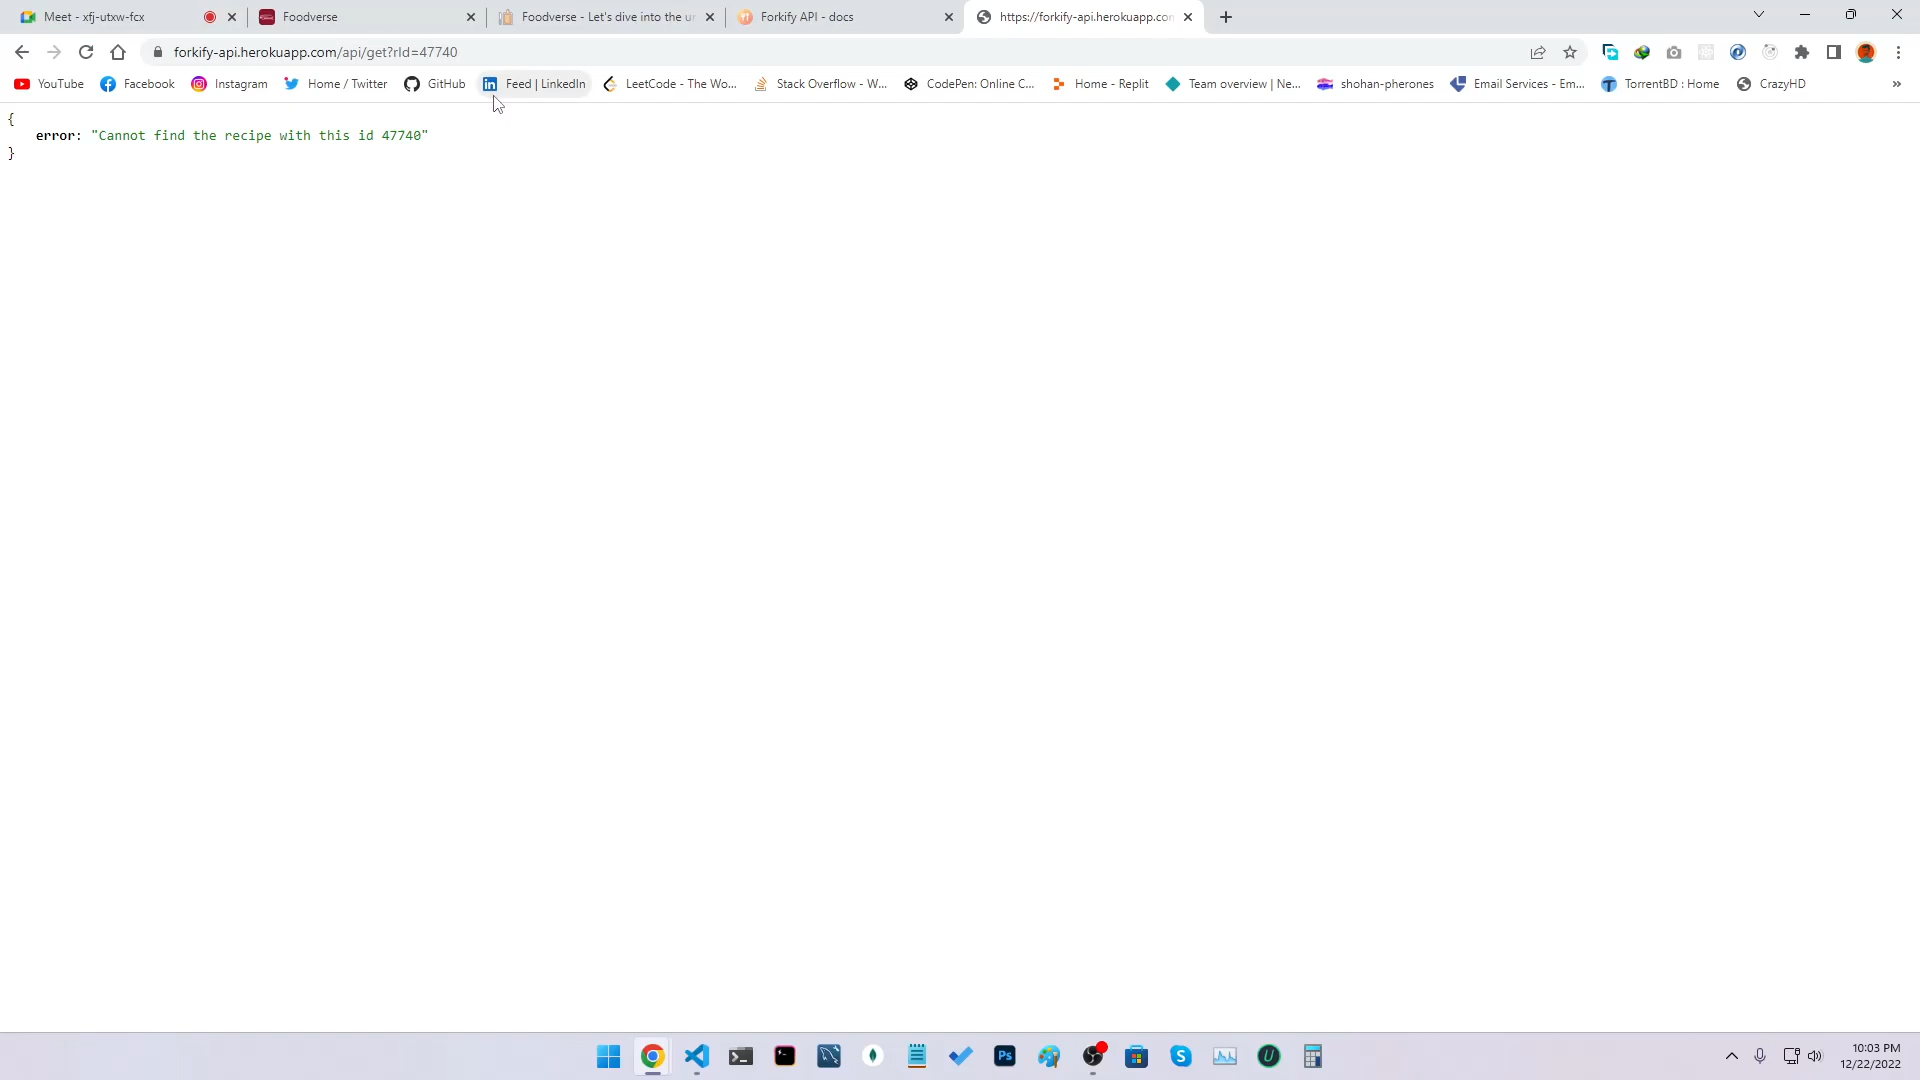 Meet - xfj-utxw-fcx
Foodverse
Foodverse - Let's dive into the ur
Forkify API - docs
https://forkify-api.herokuapp.con
forkify-api.herokuapp.com/api/get?rId=47740
YouTube
Facebook
Instagram
Home / Twitter
GitHub
Feed | LinkedIn
LeetCode - The Wo...
Stack Overflow - W...
CodePen: Online C...
Home - Replit
Team overview | Ne...
shohan-pherones
Email Services - Em...
TorrentBD : Home
CrazyHD
{
error: "Cannot find the recipe with this id 47740"
}
10:03 PM
12/22/2022